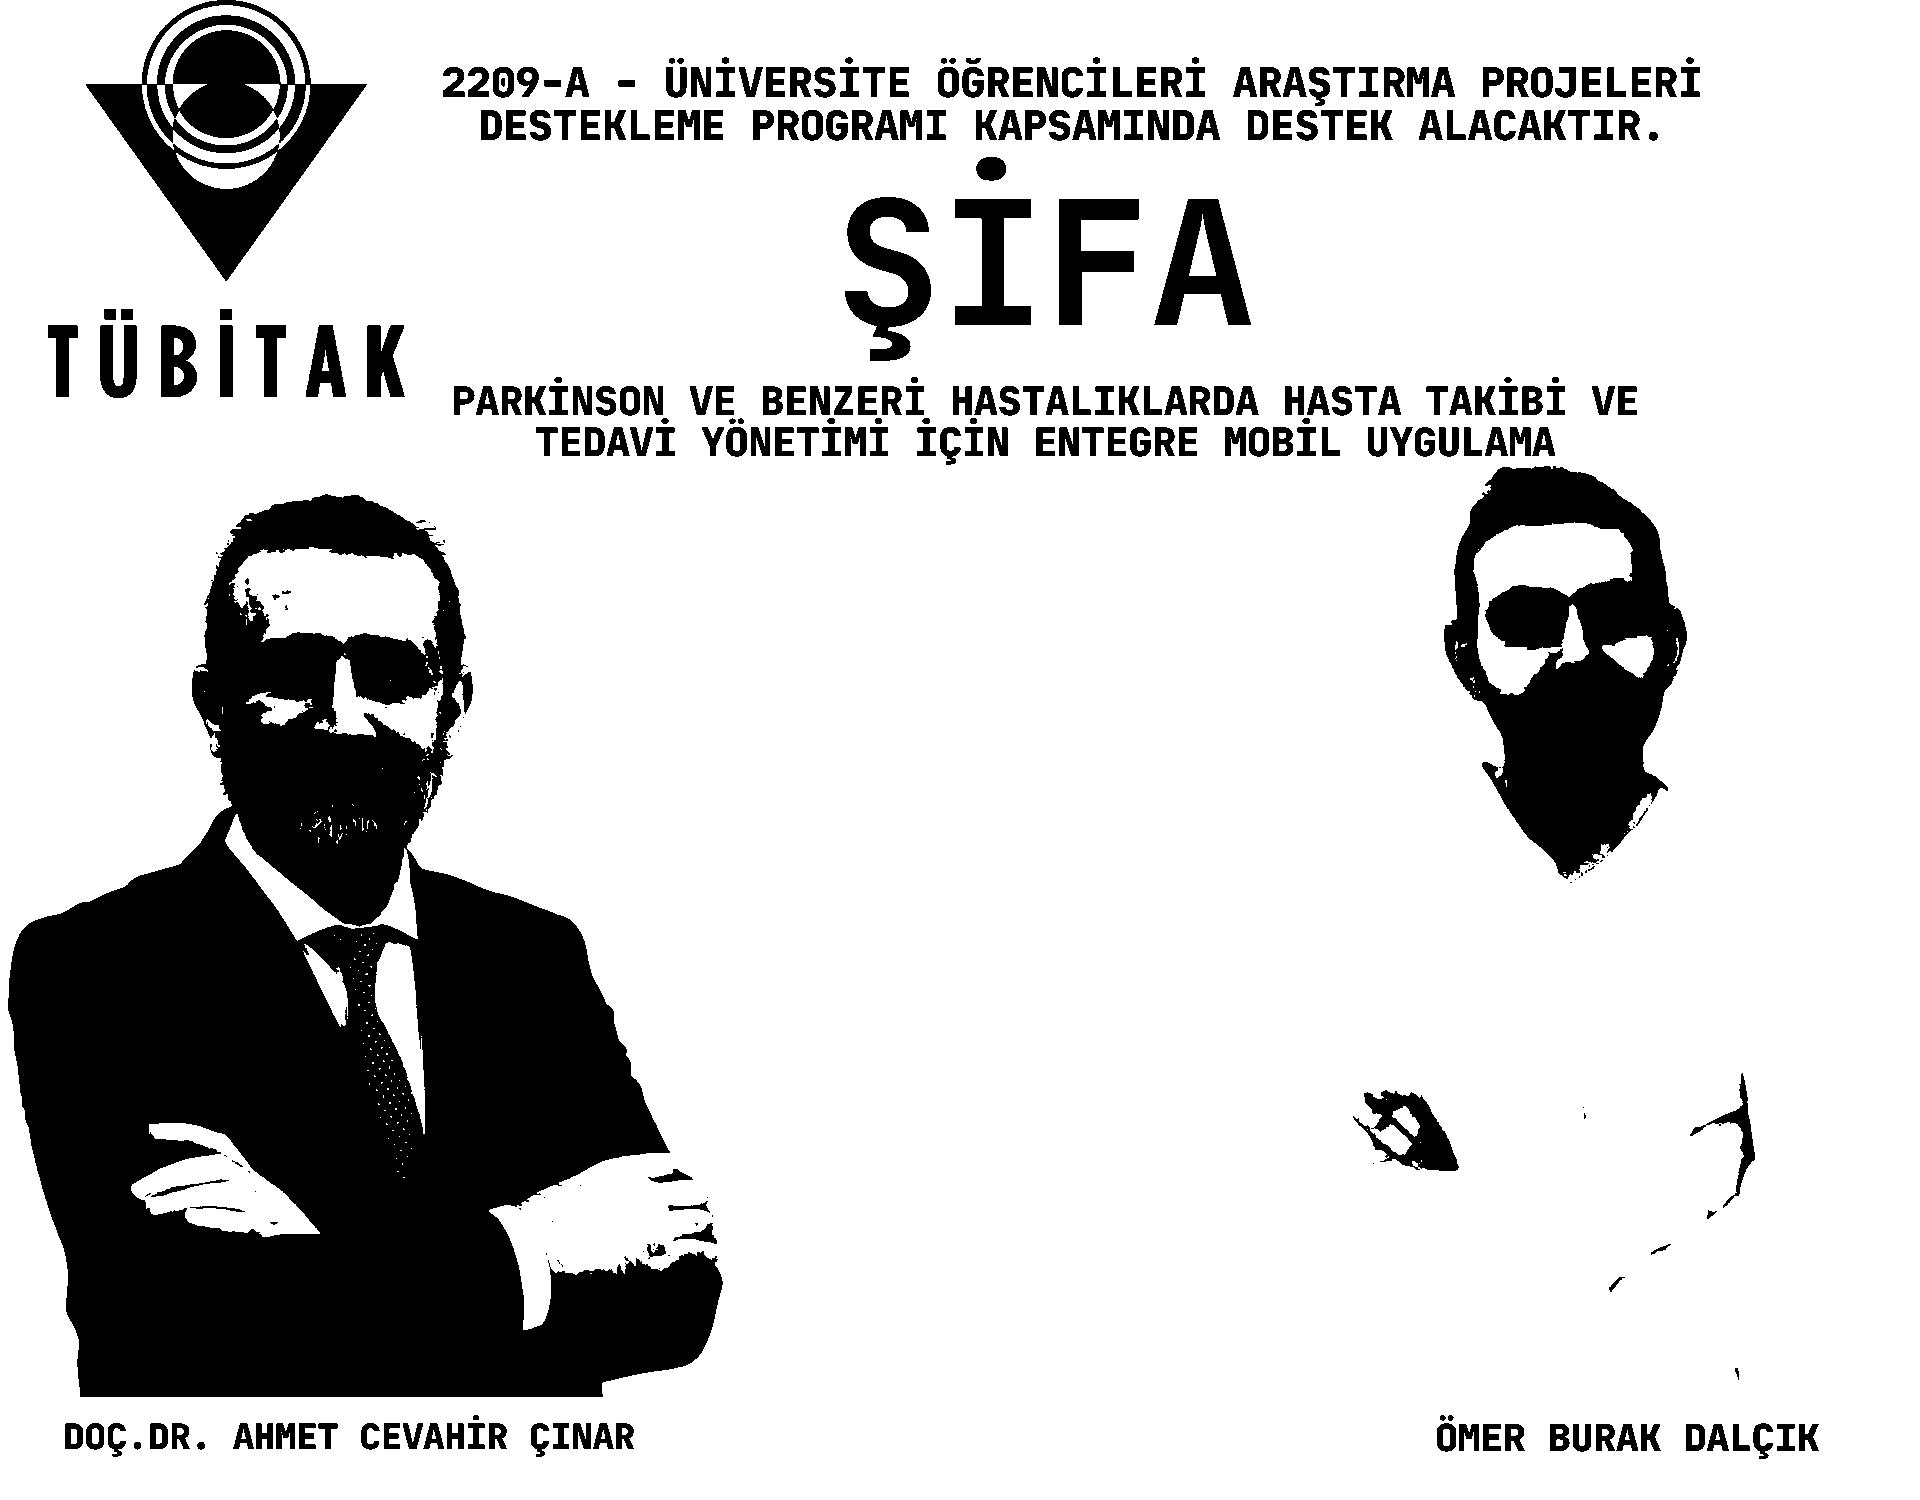 2209-A - ÜNİVERSİTE ÖĞRENCİLERİ ARAŞTIRMA PROJELERİ
DESTEKLEME PROGRAMI KAPSAMINDA DESTEK ALACAKTIR.
ŞİFA
TÜBİTAK
PARKİNSON VE BENZERİ HASTALIKLARDA HASTA TAKİBİ VE
TEDAVİ YÖNETİMİ İÇİN ENTEGRE MOBİL UYGULAMA
DOÇ.DR. AHMET CEVAHİR ÇINAR
ÖMER BURAK DALÇIK